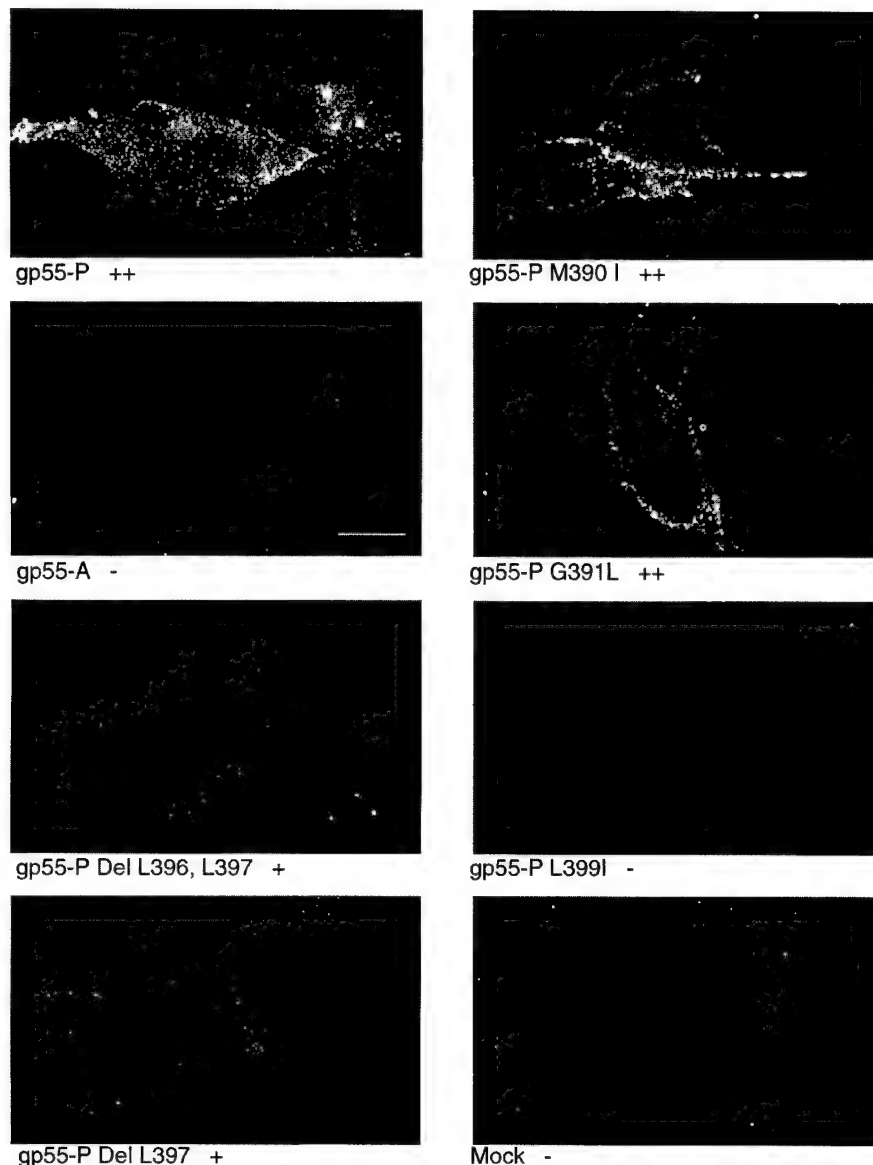 gp55-P ++
gp55-P M390 I ++
gp55-A -
gp55-P G391L ++
gp55-P Del L396, L397 +
gp55-P L399I -
gp55-P Del L397 +
Mock -